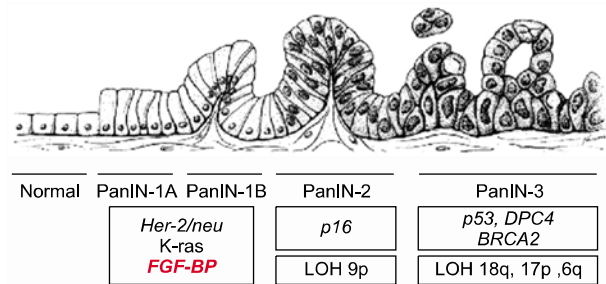 Normal PanIN-1A PanIN-1B PanIN-2 PanIN-3
Her-2/neu
K-ras
FGF-BP
p16
LOH 9p
p53, DPC4
BRCA2
LOH 18q, 17p ,6q